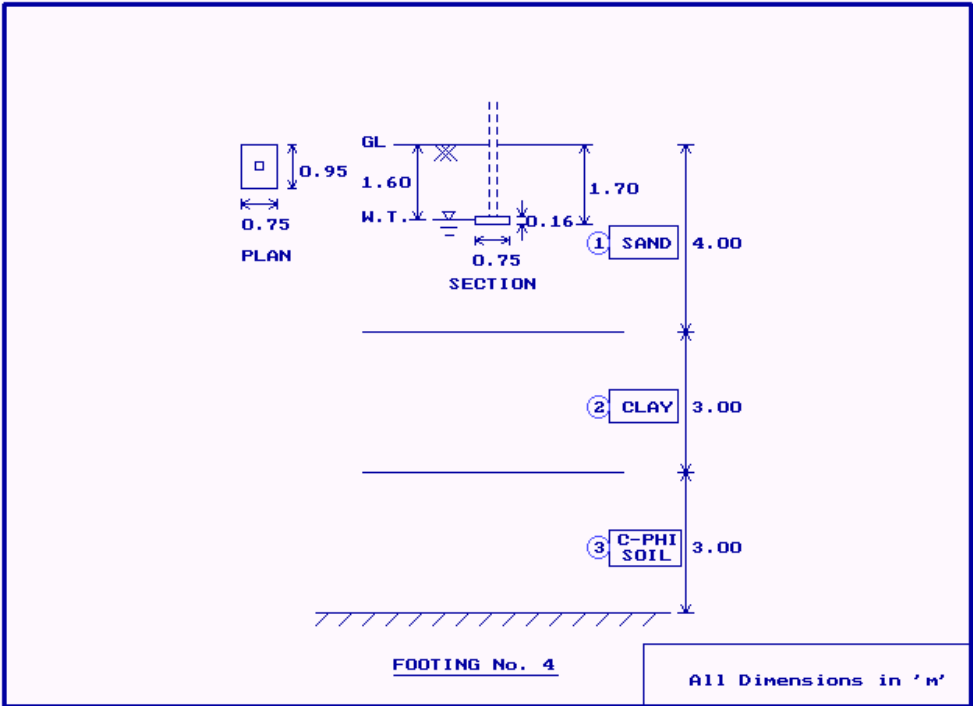 GL
0.95
1.60
1.70
W.T.
0.16
0.75
PLAN
0.75
SECTION
1 SAND 4.00
2 CLAY 3.00
3 C-PHI SOIL 3.00
FOOTING No. 4
All Dimensions in 'm'